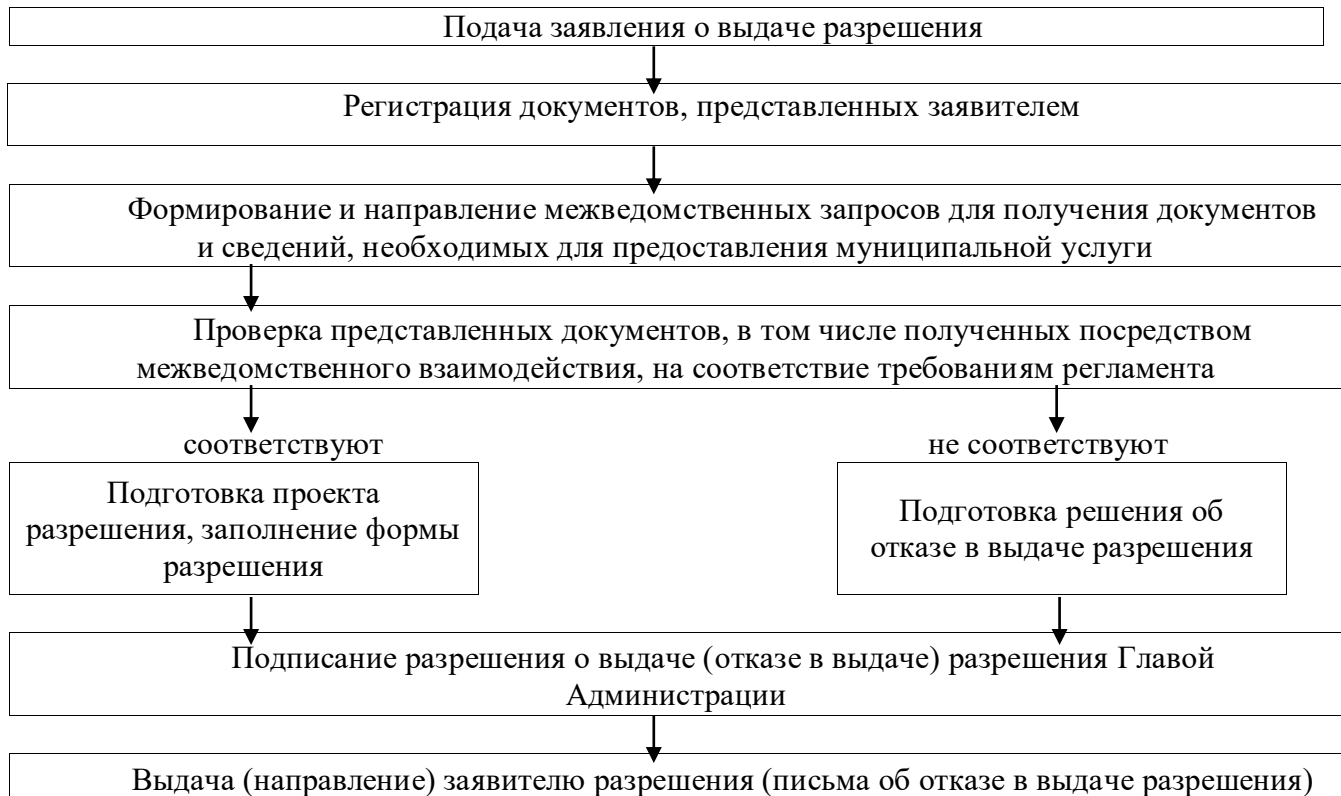 Подача заявления о выдаче разрешения
Регистрация документов, представленных заявителем
Формирование и направление межведомственных запросов для получения документов
и сведений, необходимых для предоставления муниципальной услуги
Проверка представленных документов, в том числе полученных посредством
межведомственного взаимодействия, на соответствие требованиям регламента
соответствуют
не соответствуют
Подготовка проекта
разрешения, заполнение формы
разрешения
Подготовка решения об
отказе в выдаче разрешения
Подписание разрешения о выдаче (отказе в выдаче) разрешения Главой
Администрации
Выдача (направление) заявителю разрешения (письма об отказе в выдаче разрешения)